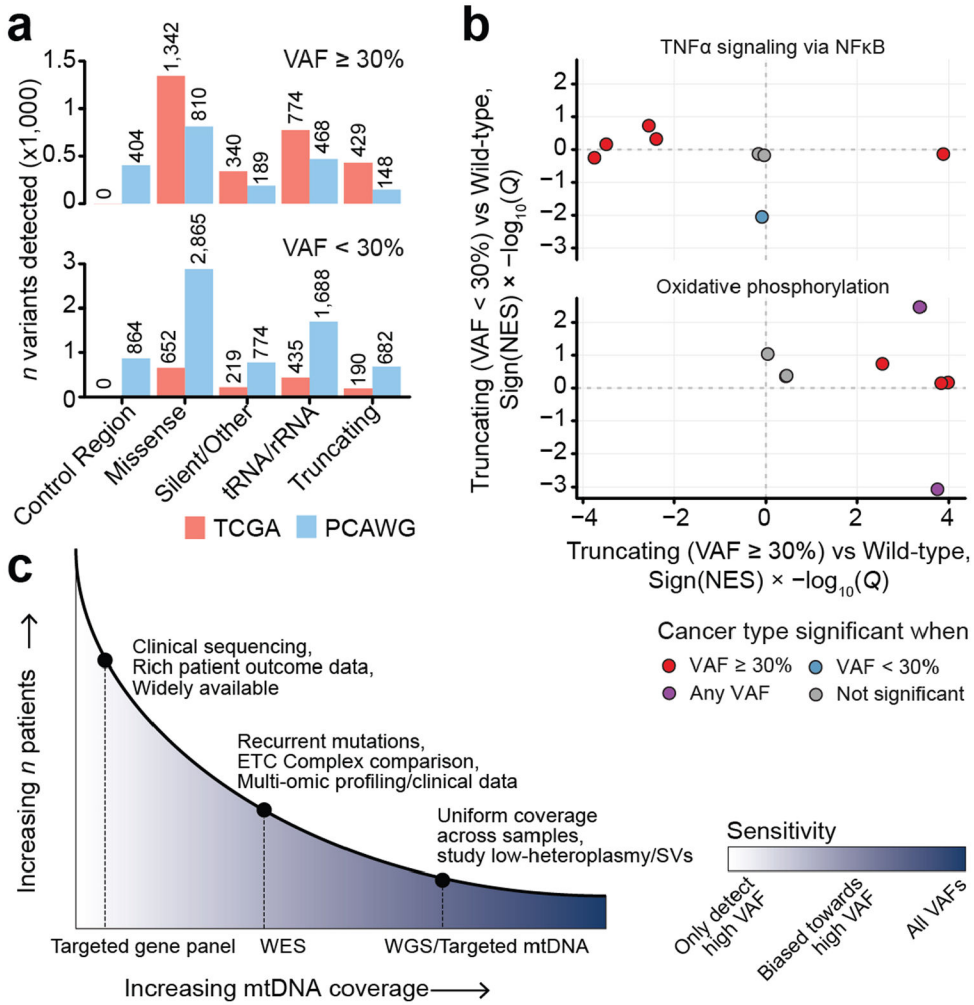 a
n variants detected (x1,000)
VAF ≥ 30%
1.5
1
0.5
0
0
404
1,342
810
340
189
774
468
429
148
VAF < 30%
3
2
1
0
0
864
652
2,865
219
774
435
1,688
190
682
Control Region
Missense
Silent/Other
tRNA/rRNA
Truncating
TCGA
PCAWG
b
Truncating (VAF < 30%) vs Wild-type,
Sign(NES) × −log10(Q)
TNFα signaling via NFκB
2
1
0
−1
−2
−3
Oxidative phosphorylation
2
1
0
−1
−2
−3
−4
−2
0
2
4
Truncating (VAF ≥ 30%) vs Wild-type,
Sign(NES) × −log10(Q)
Cancer type significant when
VAF ≥ 30%
VAF < 30%
Any VAF
Not significant
c
Increasing n patients
Clinical sequencing,
Rich patient outcome data,
Widely available
Recurrent mutations,
ETC Complex comparison,
Multi-omic profiling/clinical data
Uniform coverage
across samples,
study low-heteroplasmy/SVs
Targeted gene panel
WES
WGS/Targeted mtDNA
Increasing mtDNA coverage
Sensitivity
Only detect
high VAF
Biased towards
high VAF
All VAFs